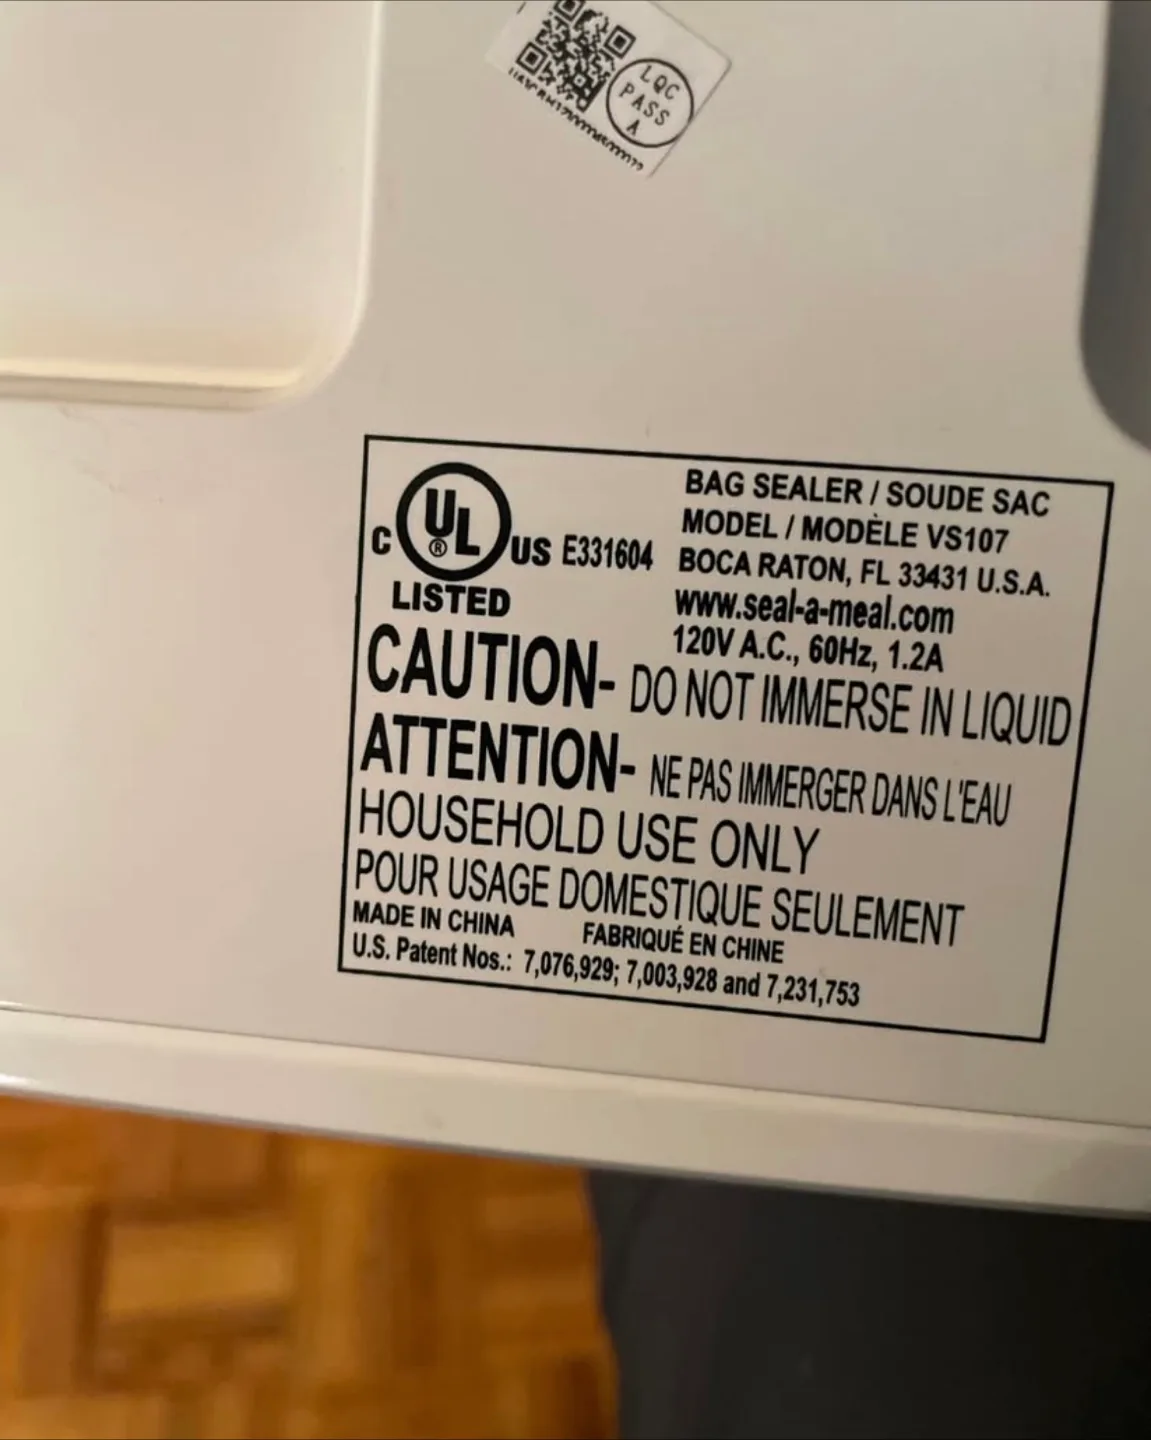 LQC
PASS
A
C UL ® US E331604
LISTED
BAG SEALER / SOUDE SAC
MODEL / MODÈLE VS107
BOCA RATON, FL 33431 U.S.A.
www.seal-a-meal.com
120V A.C., 60Hz, 1.2A
CAUTION- DO NOT IMMERSE IN LIQUID
ATTENTION- NE PAS IMMERGER DANS L'EAU
HOUSEHOLD USE ONLY
POUR USAGE DOMESTIQUE SEULEMENT
MADE IN CHINA FABRIQUÉ EN CHINE
U.S. Patent Nos.: 7,076,929; 7,003,928 and 7,231,753